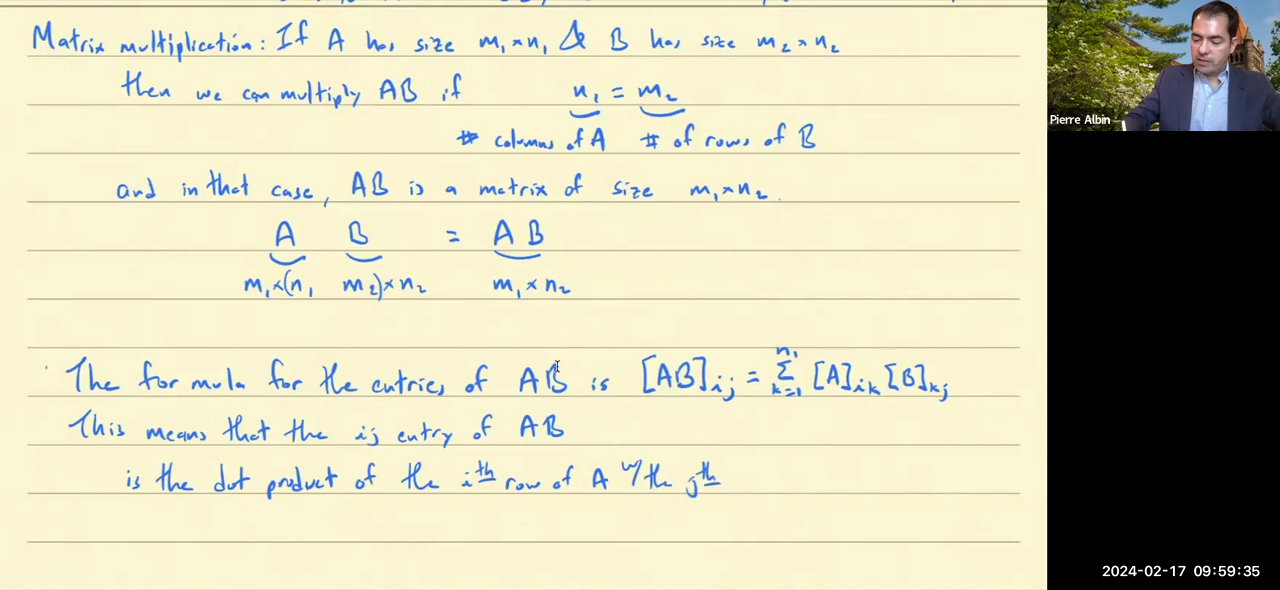 Matrix multiplication: If A has size m₁×n₁ & B has size m₂×n₂
then we can multiply AB if n₁ = m₂
# columns of A # of rows of B
and in that case, AB is a matrix of size m₁×n₂.
A B = A B
m₁×(n₁ m₂)×n₂ m₁×n₂
The formula for the entries of AB is [AB]ᵢⱼ = Σₖ₌₁ⁿ¹ [A]ᵢₖ [B]ₖⱼ
This means that the ij entry of AB
is the dot product of the iᵗʰ row of A w/ the jᵗʰ
Pierre Albin
2024-02-17 09:59:35